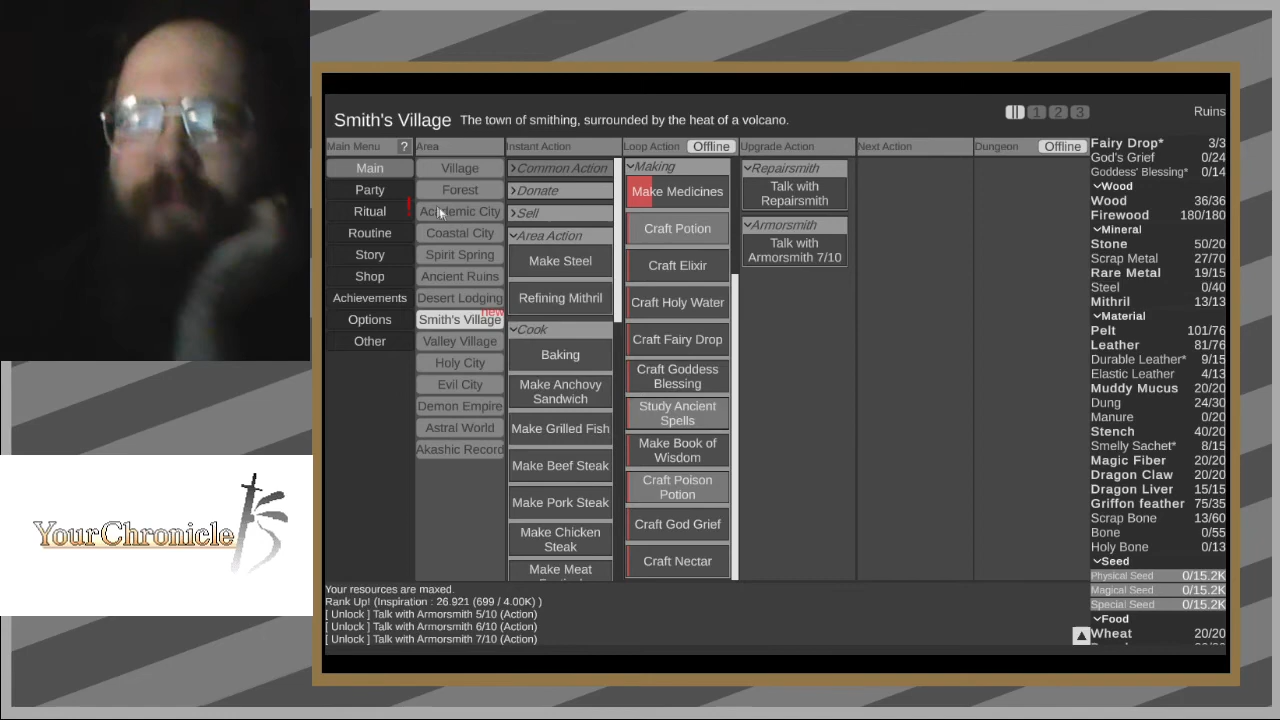 Smith's Village The town of smithing, surrounded by the heat of a volcano.
1 2 3
Ruins
Main Menu ? Area Instant Action Loop Action Offline Upgrade Action Next Action Dungeon Offline
Main
Party
Ritual !
Routine
Story
Shop
Achievements
Options
Other
Village
Forest
Academic City
Coastal City
Spirit Spring
Ancient Ruins
Desert Lodging
new
Smith's Village
Valley Village
Holy City
Evil City
Demon Empire
Astral World
Akashic Record
Common Action
Donate
Sell
Area Action
Make Steel
Refining Mithril
Cook
Baking
Make Anchovy
Sandwich
Make Grilled Fish
Make Beef Steak
Make Pork Steak
Make Chicken
Steak
Make Meat
Making
Make Medicines
Craft Potion
Craft Elixir
Craft Holy Water
Craft Fairy Drop
Craft Goddess
Blessing
Study Ancient
Spells
Make Book of
Wisdom
Craft Poison
Potion
Craft God Grief
Craft Nectar
Repairsmith
Talk with
Repairsmith
Armorsmith
Talk with
Armorsmith 7/10
Fairy Drop* 3/3
God's Grief 0/24
Goddess' Blessing* 0/14
Wood
Wood 36/36
Firewood 180/180
Mineral
Stone 50/20
Scrap Metal 27/70
Rare Metal 19/15
Steel 0/40
Mithril 13/13
Material
Pelt 101/76
Leather 81/76
Durable Leather* 9/15
Elastic Leather 4/13
Muddy Mucus 20/20
Dung 24/30
Manure 0/20
Stench 40/20
Smelly Sachet* 8/15
Magic Fiber 20/20
Dragon Claw 20/20
Dragon Liver 15/15
Griffon feather 75/35
Scrap Bone 13/60
Bone 0/55
Holy Bone 0/13
Seed
Physical Seed 0/15.2K
Magical Seed 0/15.2K
Special Seed 0/15.2K
Food
Wheat 20/20
Your resources are maxed.
Rank Up! (Inspiration : 26.921 (699 / 4.00K) )
[ Unlock ] Talk with Armorsmith 5/10 (Action)
[ Unlock ] Talk with Armorsmith 6/10 (Action)
[ Unlock ] Talk with Armorsmith 7/10 (Action)
YourChronicle